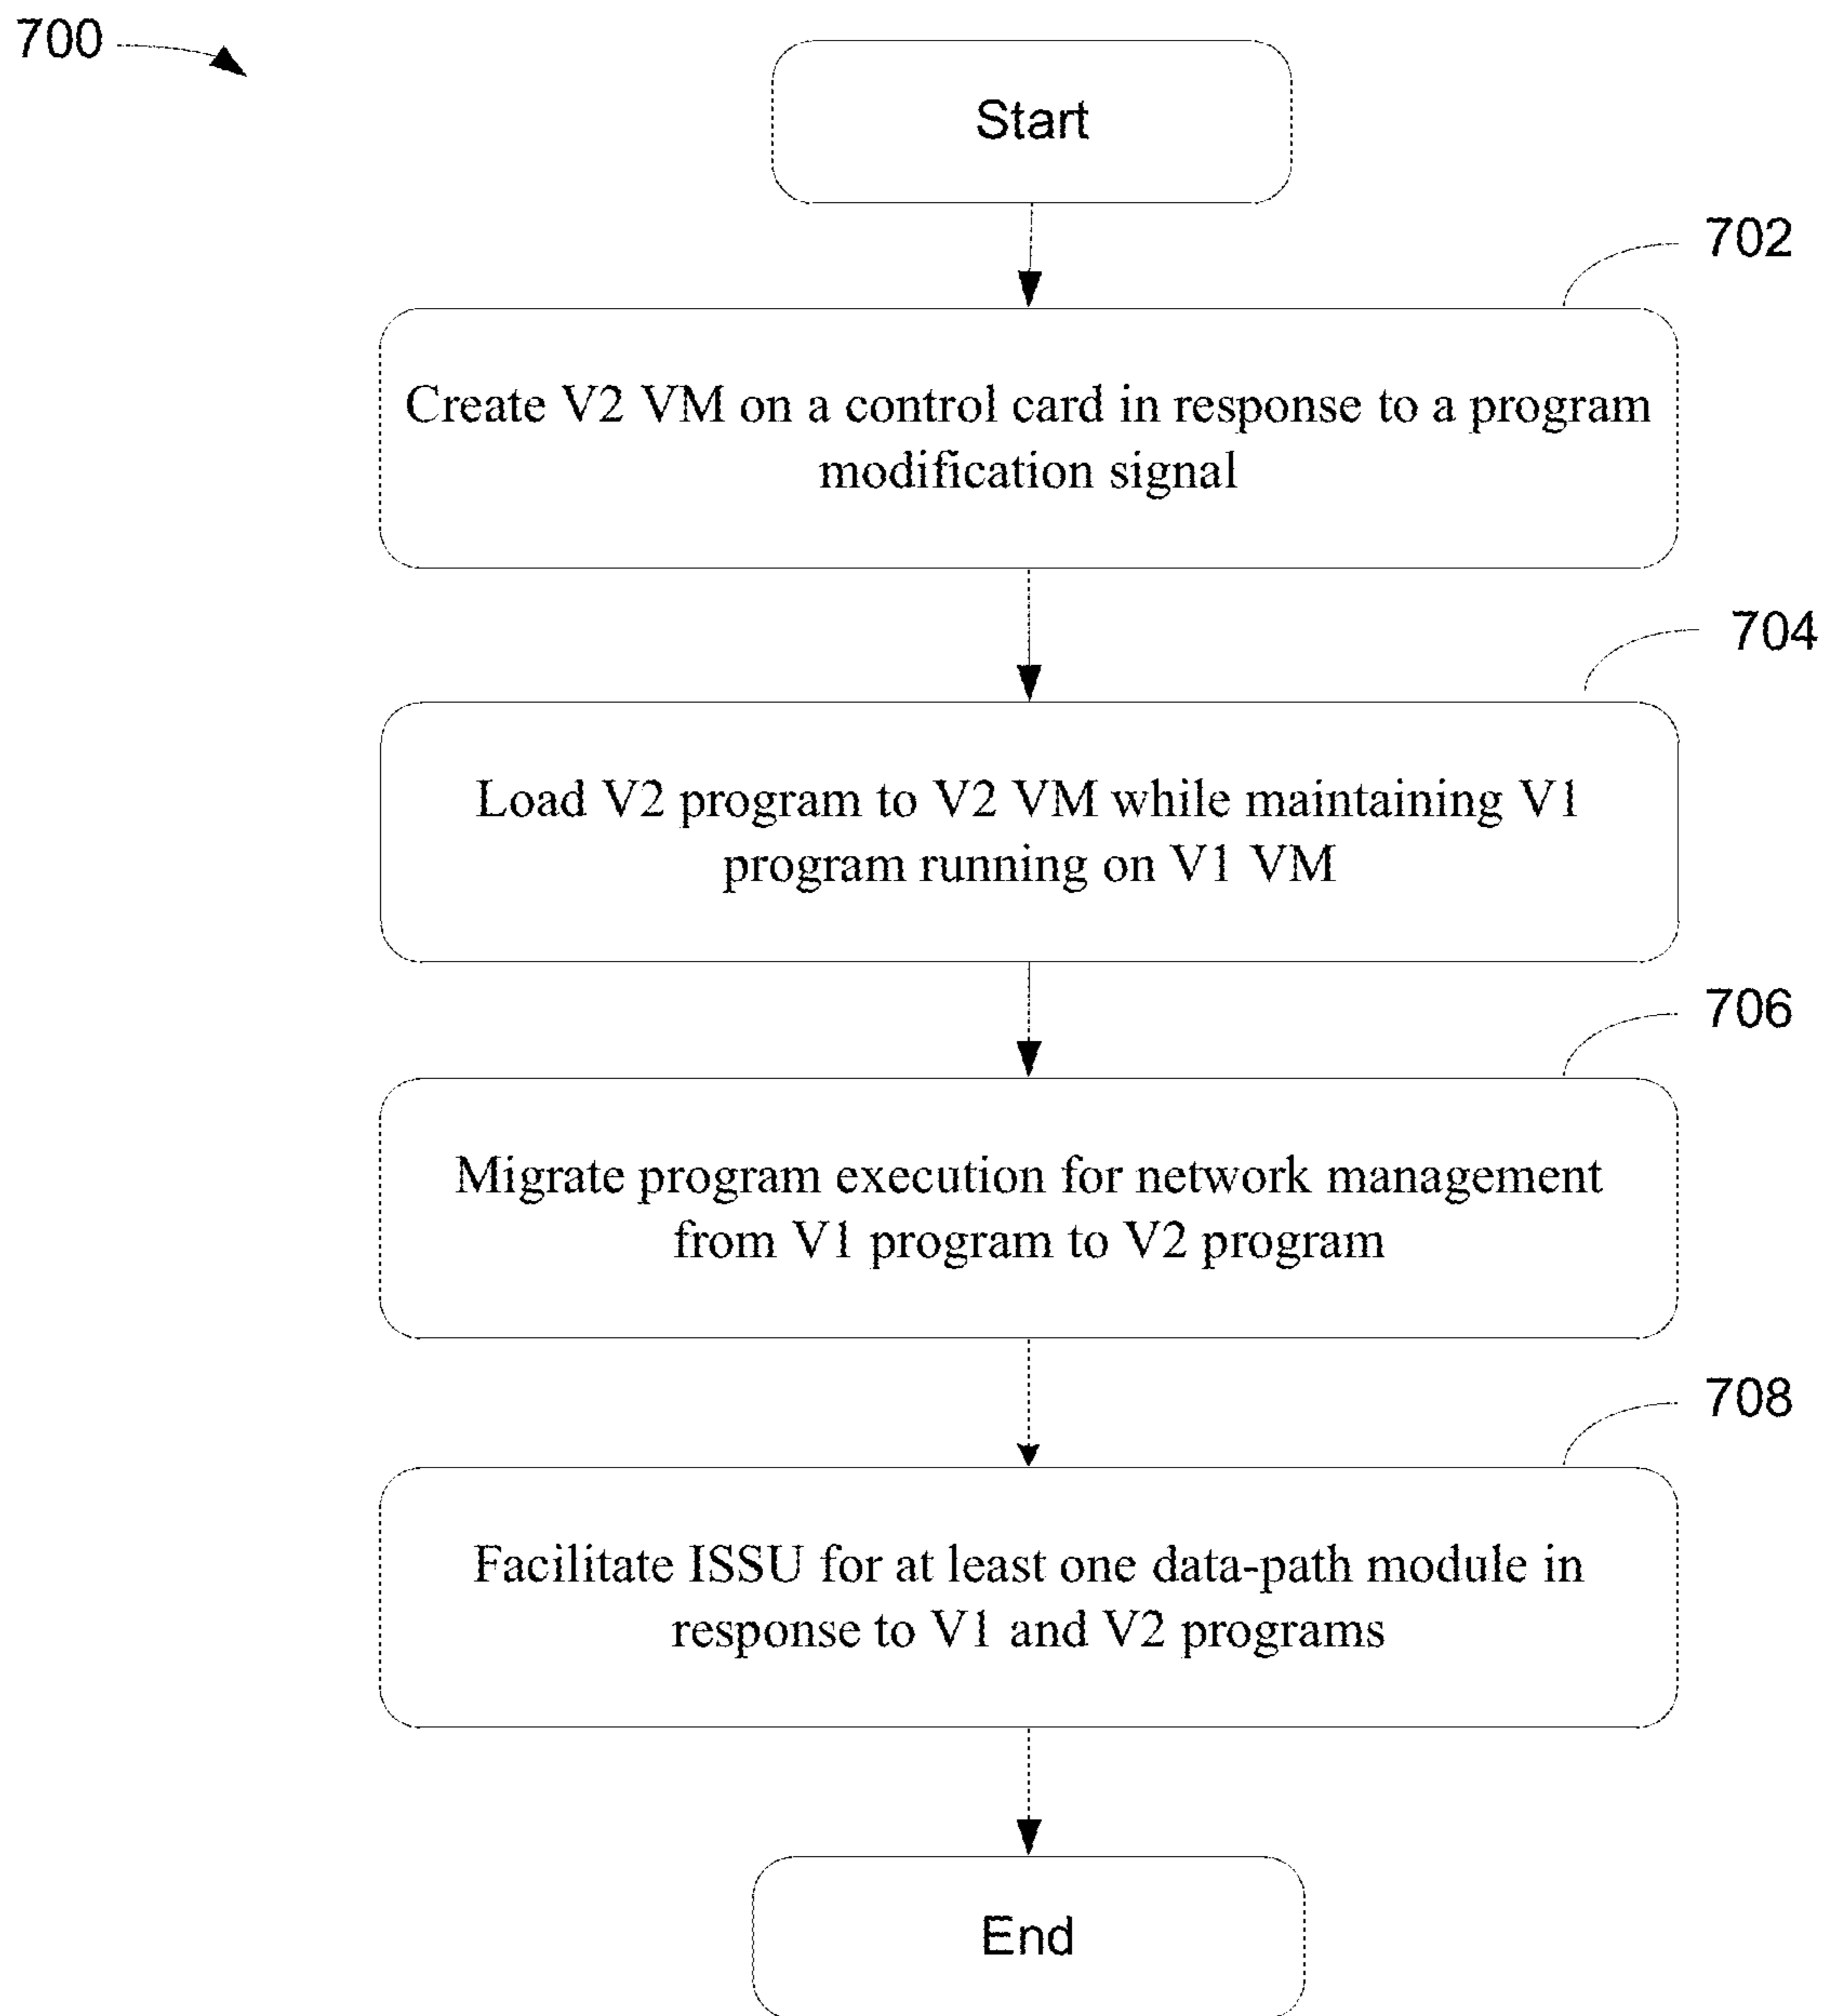 700
Start
702
Create V2 VM on a control card in response to a program
modification signal
704
Load V2 program to V2 VM while maintaining V1
program running on V1 VM
706
Migrate program execution for network management
from V1 program to V2 program
708
Facilitate ISSU for at least one data-path module in
response to V1 and V2 programs
End